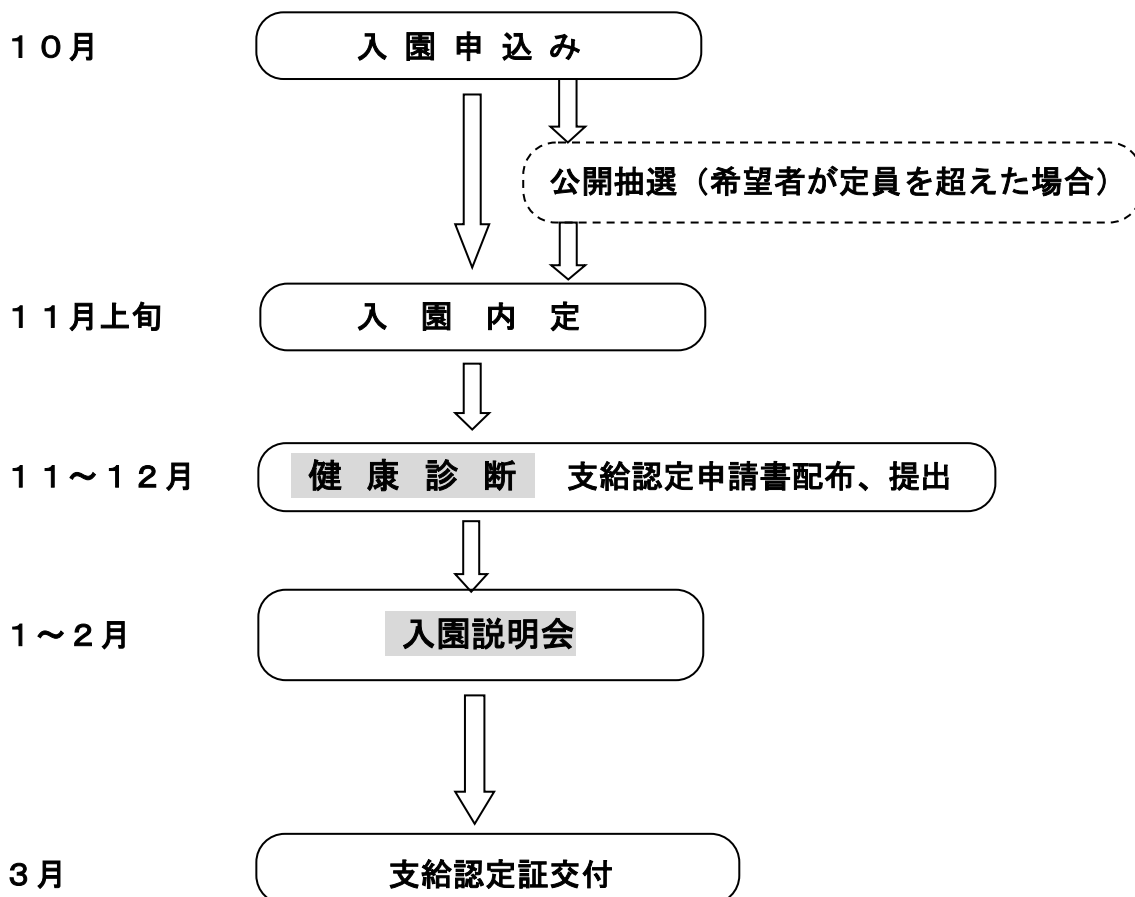 １０月 入 園 申 込 み
公開抽選（希望者が定員を超えた場合）
１１月上旬 入 園 内 定
１１～１２月 健 康 診 断 支給認定申請書配布、提出
１～２月 入園説明会
３月 支給認定証交付